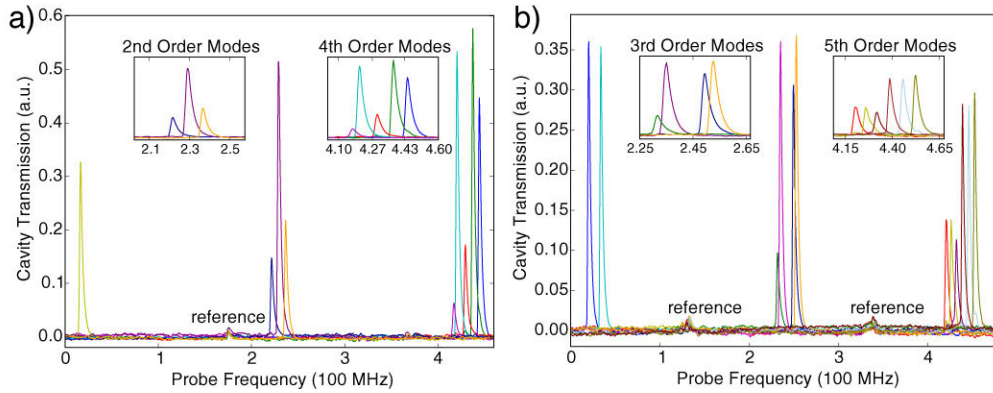 a)
0.6
0.5
0.4
0.3
0.2
0.1
0.0
Cavity Transmission (a.u.)
2nd Order Modes
2.1 2.3 2.5
4th Order Modes
4.10 4.27 4.43 4.60
reference
0 1 2 3 4
Probe Frequency (100 MHz)
b)
0.35
0.30
0.25
0.20
0.15
0.10
0.05
0.00
Cavity Transmission (a.u.)
3rd Order Modes
2.25 2.45 2.65
5th Order Modes
4.15 4.40 4.65
reference
reference
0 1 2 3 4
Probe Frequency (100 MHz)